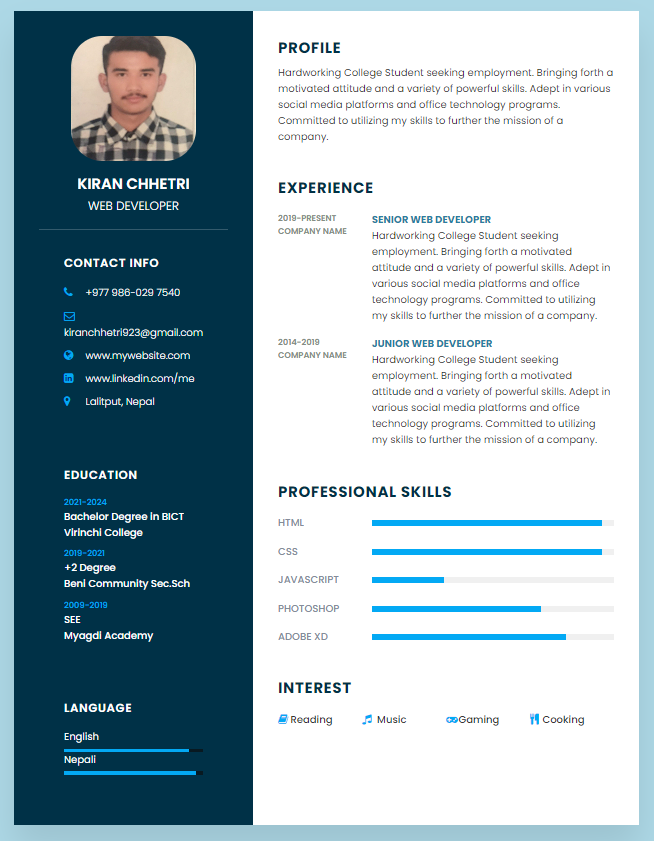 KIRAN CHHETRI
WEB DEVELOPER
CONTACT INFO
+977 986-029 7540
kiranchhetri923@gmail.com
www.mywebsite.com
www.linkedin.com/me
Lalitput, Nepal
EDUCATION
2021-2024
Bachelor Degree in BICT
Virinchi College
2019-2021
+2 Degree
Beni Community Sec.Sch
2009-2019
SEE
Myagdi Academy
LANGUAGE
English
Nepali
PROFILE
Hardworking College Student seeking employment. Bringing forth a
motivated attitude and a variety of powerful skills. Adept in various
social media platforms and office technology programs.
Committed to utilizing my skills to further the mission of a
company.
EXPERIENCE
2019-PRESENT
COMPANY NAME
SENIOR WEB DEVELOPER
Hardworking College Student seeking
employment. Bringing forth a motivated
attitude and a variety of powerful skills. Adept in
various social media platforms and office
technology programs. Committed to utilizing
my skills to further the mission of a company.
2014-2019
COMPANY NAME
JUNIOR WEB DEVELOPER
Hardworking College Student seeking
employment. Bringing forth a motivated
attitude and a variety of powerful skills. Adept in
various social media platforms and office
technology programs. Committed to utilizing
my skills to further the mission of a company.
PROFESSIONAL SKILLS
HTML
CSS
JAVASCRIPT
PHOTOSHOP
ADOBE XD
INTEREST
Reading
Music
Gaming
Cooking